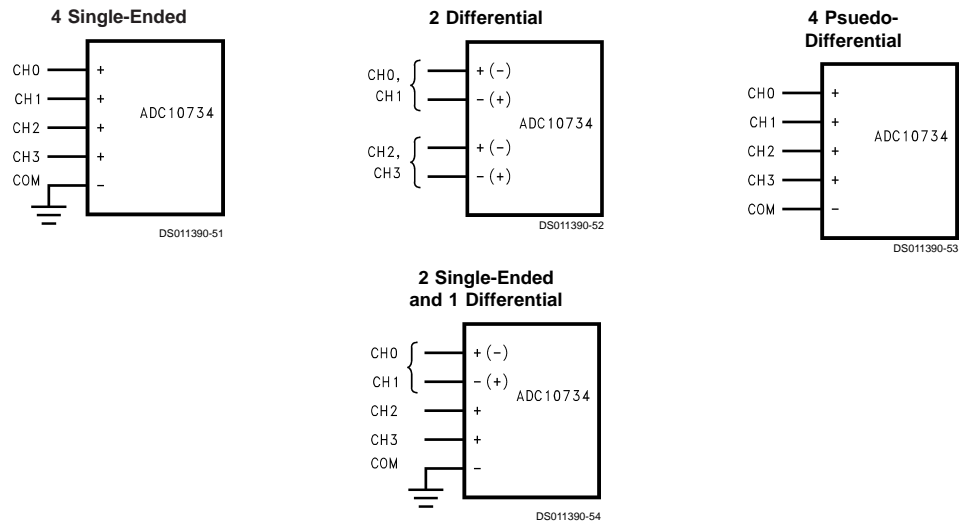 4 Single-Ended
CH0
+
CH1
+
CH2
+
CH3
+
COM
−
ADC10734
DS011390-51
2 Differential
CH0,
CH1
+ (−)
− (+)
ADC10734
CH2,
CH3
+ (−)
− (+)
DS011390-52
4 Psuedo-
Differential
CH0
+
CH1
+
CH2
+
CH3
+
COM
−
ADC10734
DS011390-53
2 Single-Ended
and 1 Differential
CH0
+ (−)
CH1
− (+)
ADC10734
CH2
+
CH3
+
COM
−
DS011390-54